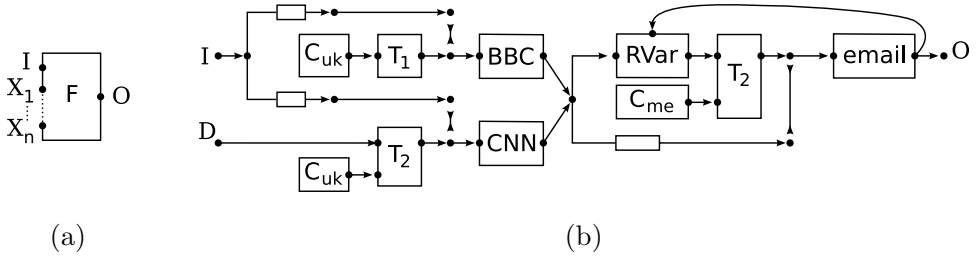 I
X1
Xn
F
O
(a)
I
D
Cuk
T1
BBC
Cuk
T2
CNN
RVar
Cme
T2
email
O
(b)